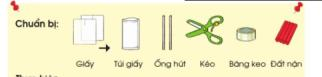 Chuẩn bị:
Giấy Túi giấy Ống hút Kéo Băng keo Đất nặn